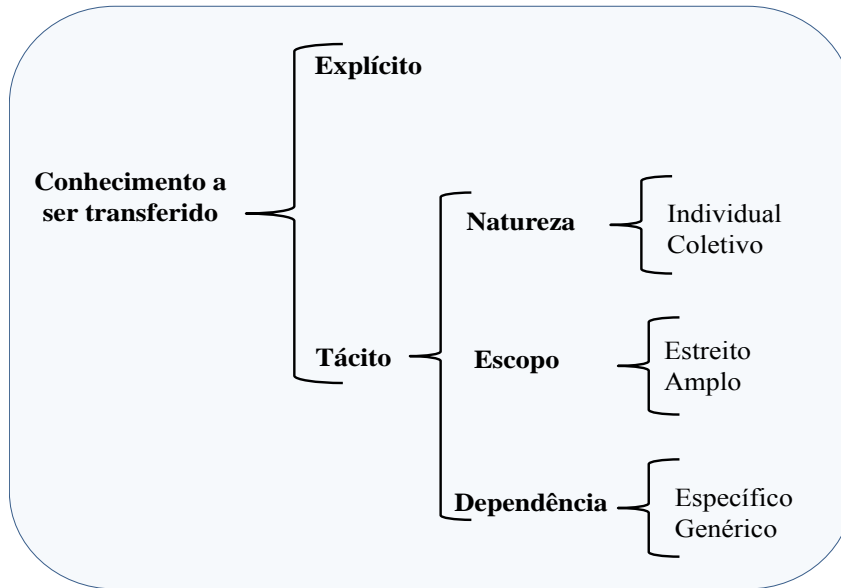 Explícito
Conhecimento a
ser transferido
Natureza
Individual
Coletivo
Tácito
Escopo
Estreito
Amplo
Dependência
Específico
Genérico